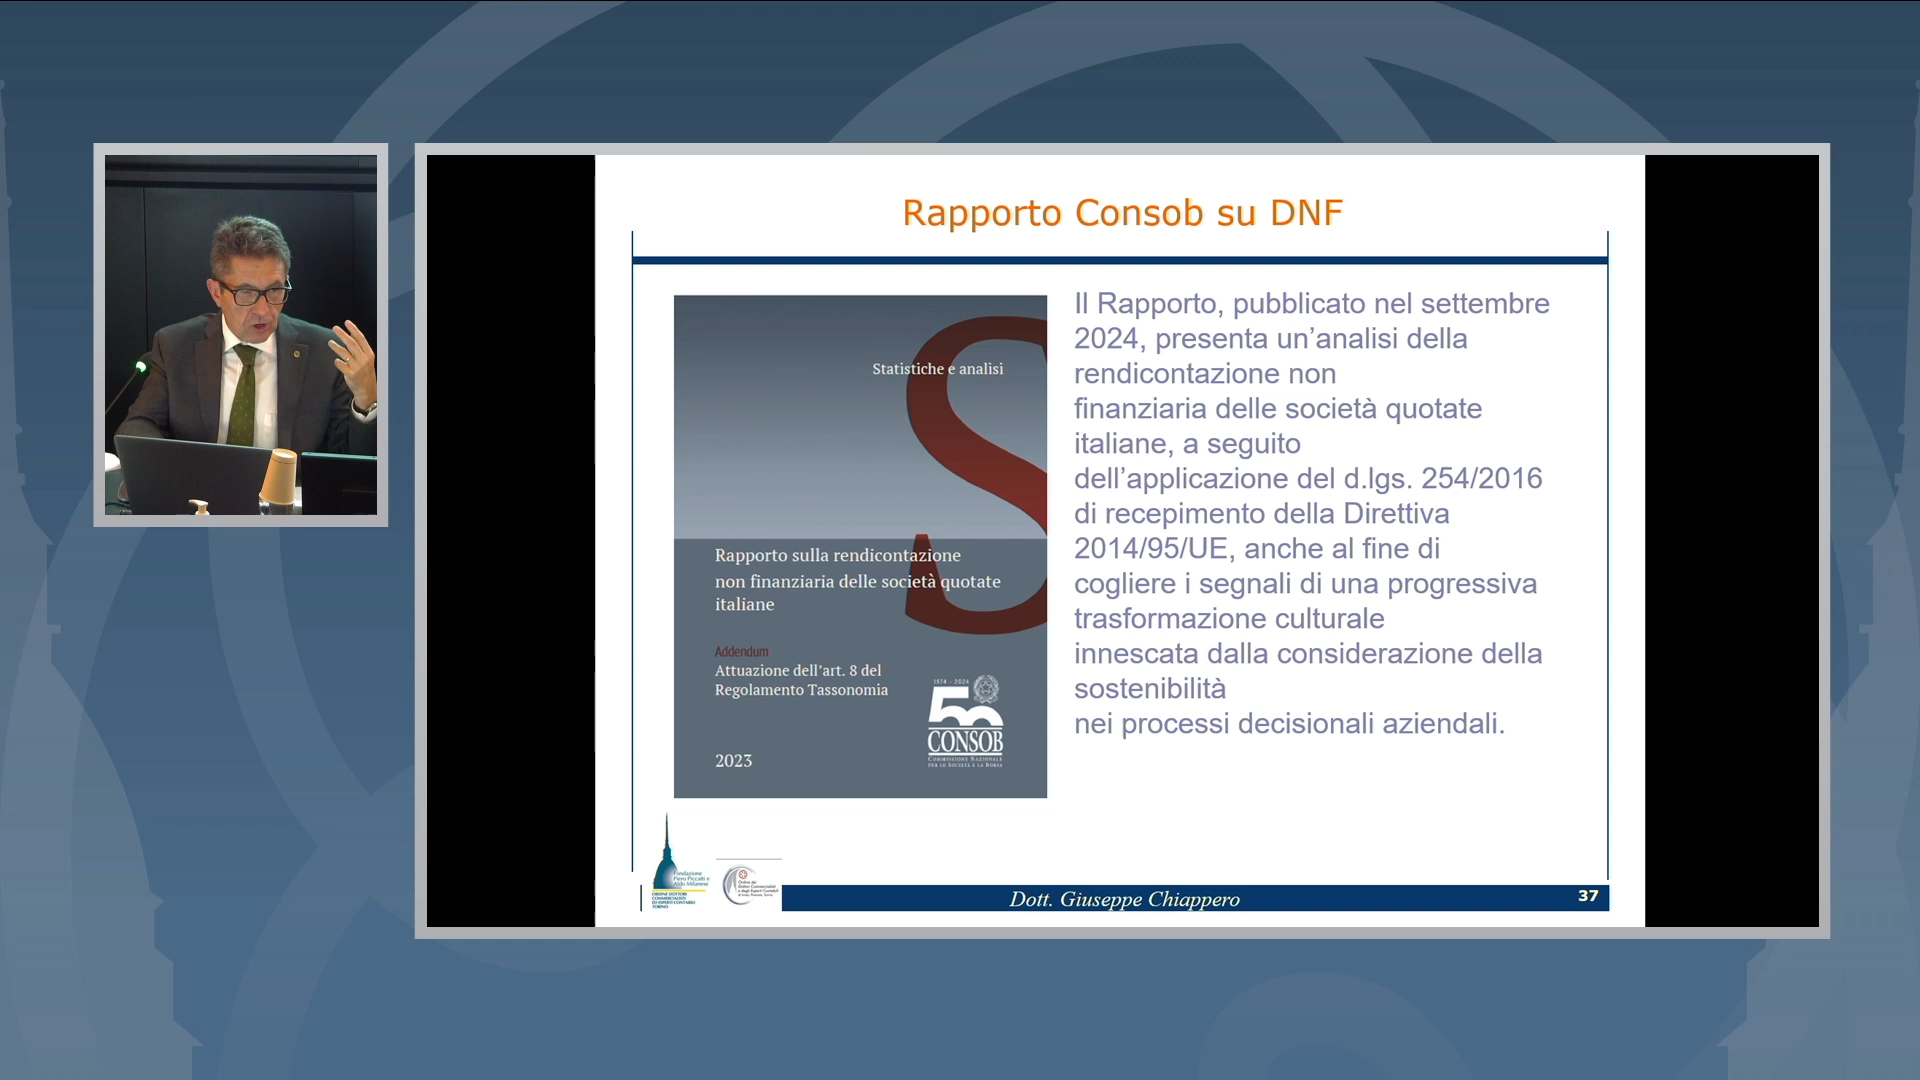 Rapporto Consob su DNF
Statistiche e analisi
Rapporto sulla rendicontazione
non finanziaria delle società quotate
italiane
Addendum
Attuazione dell'art. 8 del
Regolamento Tassonomia
1974 - 2024
50
CONSOB
COMMISSIONE NAZIONALE
PER LE SOCIETÀ E LA BORSA
2023
Il Rapporto, pubblicato nel settembre
2024, presenta un’analisi della
rendicontazione non
finanziaria delle società quotate
italiane, a seguito
dell’applicazione del d.lgs. 254/2016
di recepimento della Direttiva
2014/95/UE, anche al fine di
cogliere i segnali di una progressiva
trasformazione culturale
innescata dalla considerazione della
sostenibilità
nei processi decisionali aziendali.
Fondazione
Piero Piccatti e
Aldo Milanese
ORDINE DOTTORI
COMMERCIALISTI
ED ESPERTI CONTABILI
TORINO
Ordine dei
Dottori Commercialisti
e degli Esperti Contabili
Dott. Giuseppe Chiappero
37